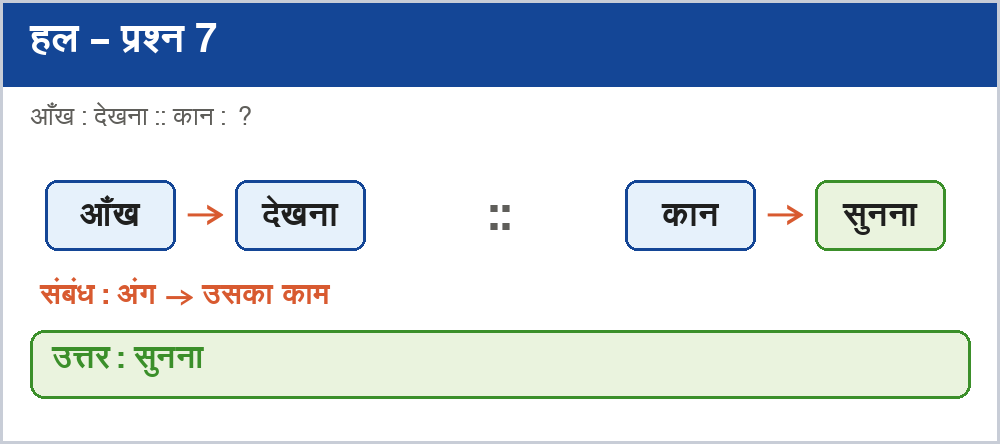 हल – प्रश्न 7
आँख : देखना :: कान : ?
आँख → देखना :: कान → सुनना
संबंध : अंग → उसका काम
उत्तर : सुनना